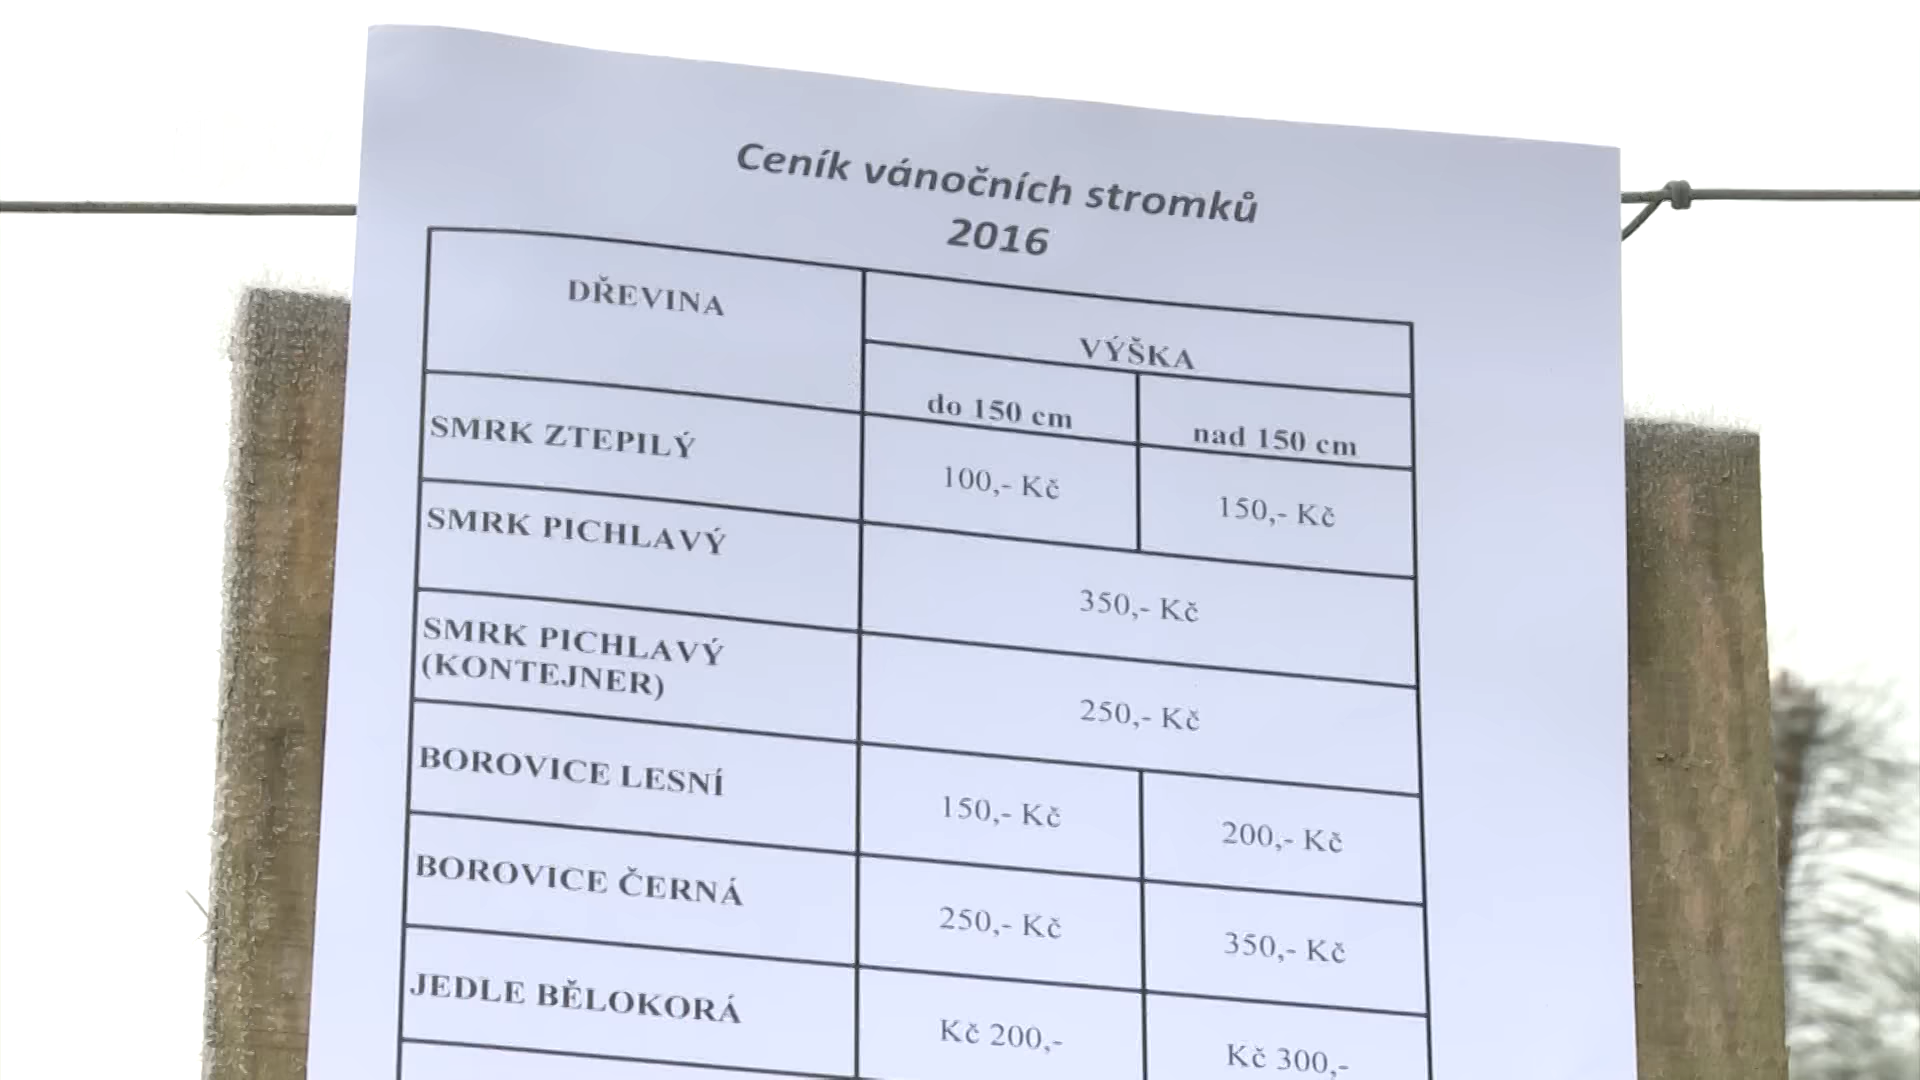 Ceník vánočních stromků
2016
DŘEVINA
VÝŠKA
do 150 cm
nad 150 cm
SMRK ZTEPILÝ
100,- Kč
150,- Kč
SMRK PICHLAVÝ
350,- Kč
SMRK PICHLAVÝ
(KONTEJNER)
250,- Kč
BOROVICE LESNÍ
150,- Kč
200,- Kč
BOROVICE ČERNÁ
250,- Kč
350,- Kč
JEDLE BĚLOKORÁ
Kč 200,-
Kč 300,-